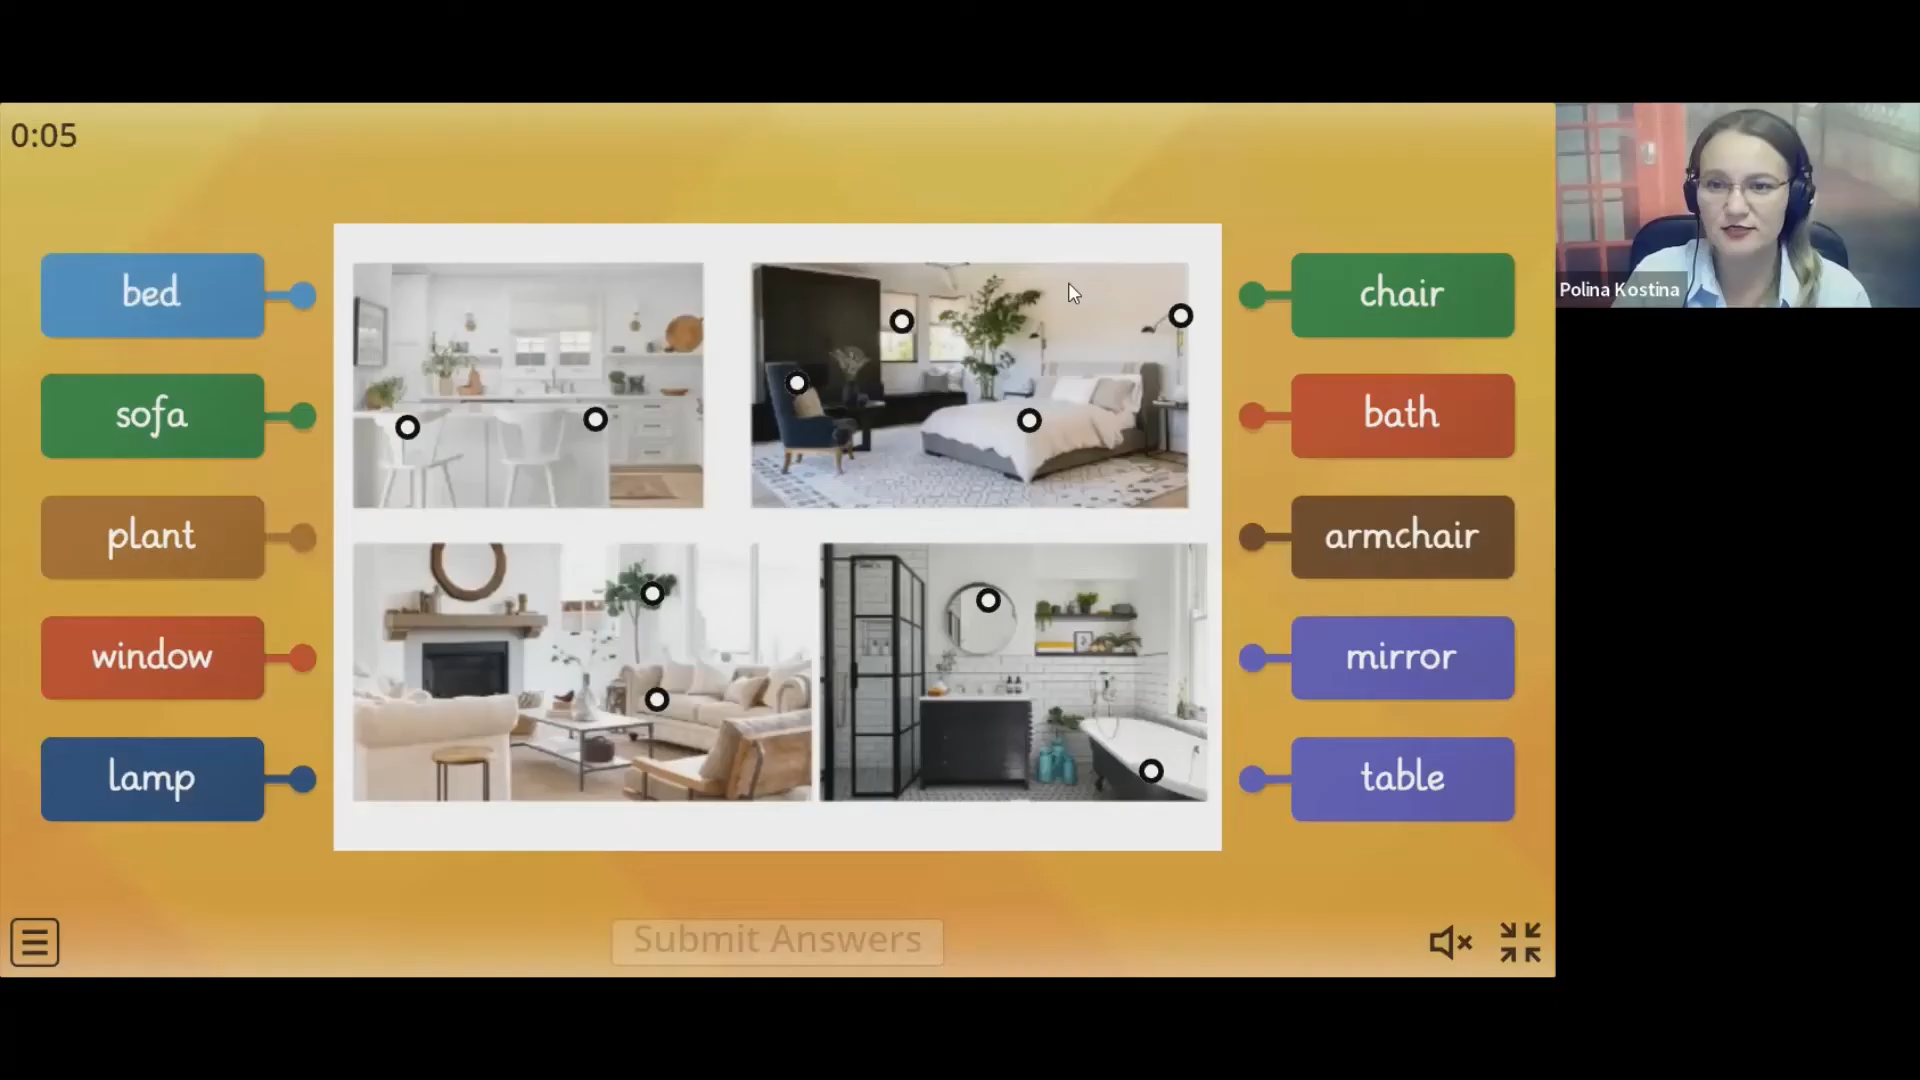 0:05
Polina Kostina
bed
sofa
plant
window
lamp
chair
bath
armchair
mirror
table
Submit Answers